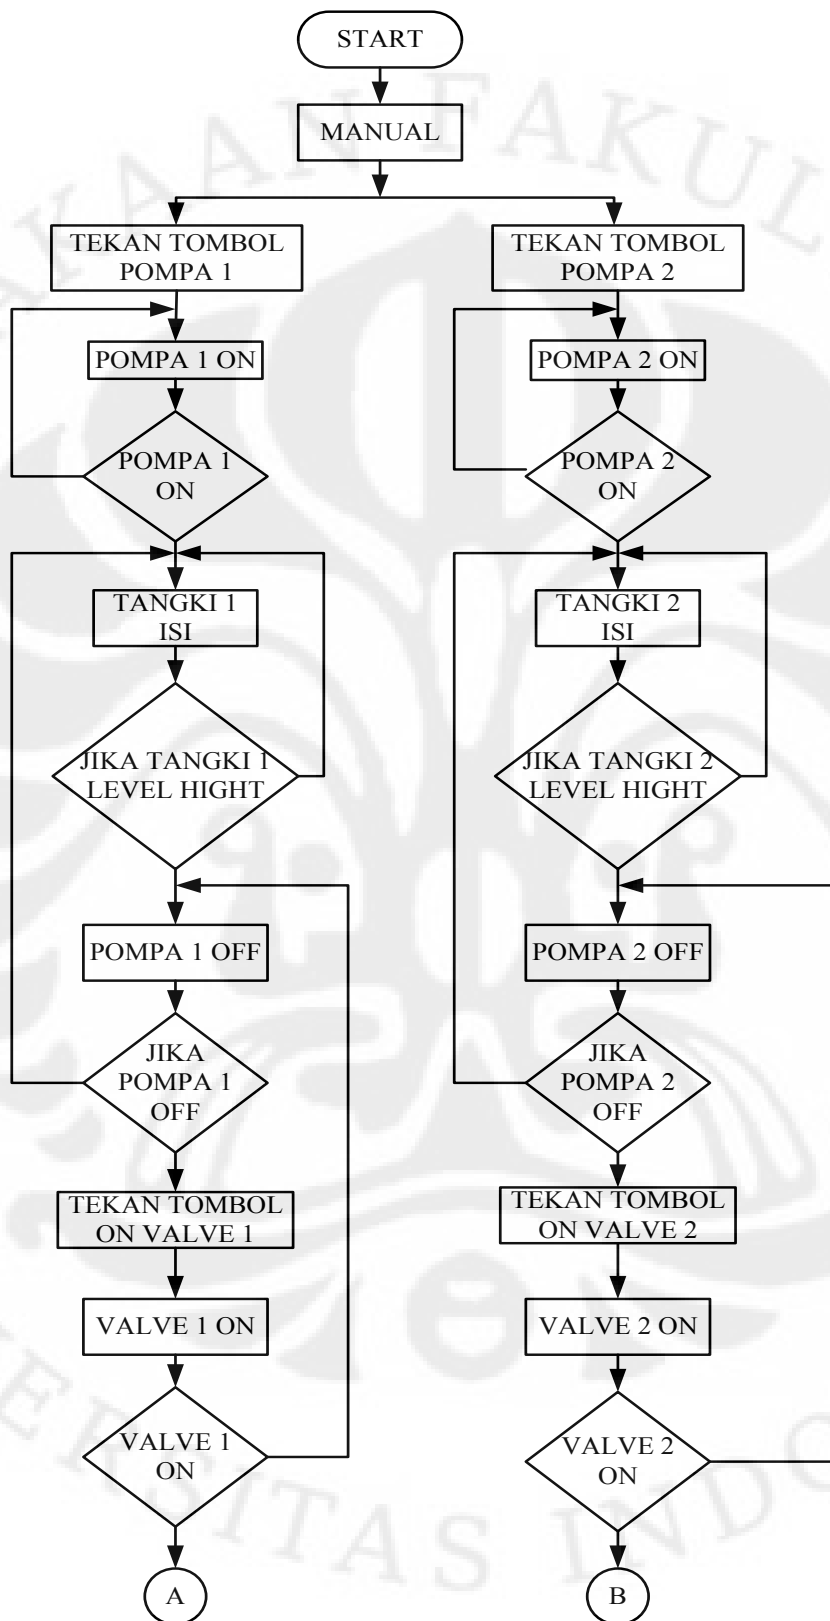 START
MANUAL
TEKAN TOMBOL
POMPA 1
TEKAN TOMBOL
POMPA 2
POMPA 1 ON
POMPA 2 ON
POMPA 1
ON
POMPA 2
ON
TANGKI 1
ISI
TANGKI 2
ISI
JIKA TANGKI 1
LEVEL HIGHT
JIKA TANGKI 2
LEVEL HIGHT
POMPA 1 OFF
POMPA 2 OFF
JIKA
POMPA 1
OFF
JIKA
POMPA 2
OFF
TEKAN TOMBOL
ON VALVE 1
TEKAN TOMBOL
ON VALVE 2
VALVE 1 ON
VALVE 2 ON
VALVE 1
ON
VALVE 2
ON
A
B